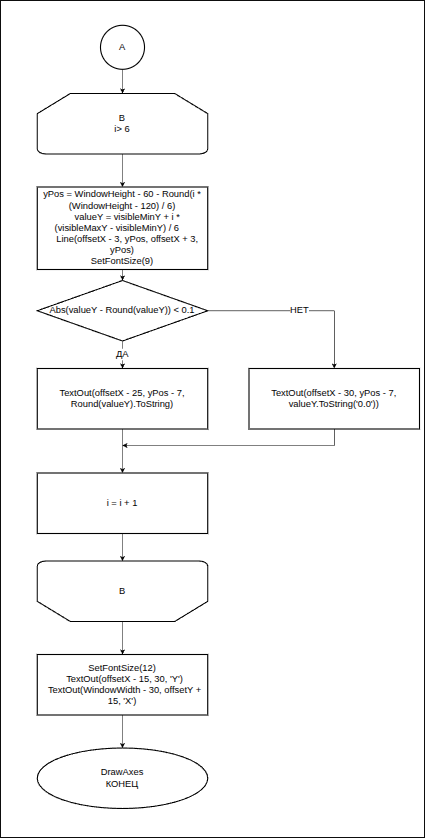 A
B
i> 6
yPos = WindowHeight - 60 - Round(i *
(WindowHeight - 120) / 6)
valueY = visibleMinY + i *
(visibleMaxY - visibleMinY) / 6
Line(offsetX - 3, yPos, offsetX + 3,
yPos)
SetFontSize(9)
Abs(valueY - Round(valueY)) < 0.1
НЕТ
ДА
TextOut(offsetX - 25, yPos - 7,
Round(valueY).ToString)
TextOut(offsetX - 30, yPos - 7,
valueY.ToString('0.0'))
i = i + 1
B
SetFontSize(12)
TextOut(offsetX - 15, 30, 'Y')
TextOut(WindowWidth - 30, offsetY +
15, 'X')
DrawAxes
КОНЕЦ